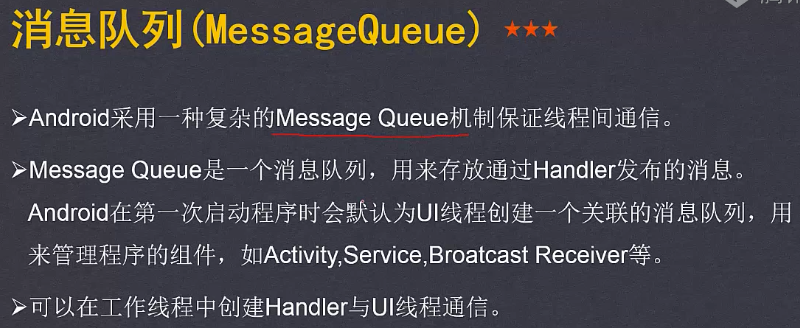 消息队列(MessageQueue) ★★★
➢Android采用一种复杂的Message Queue机制保证线程间通信。
➢Message Queue是一个消息队列，用来存放通过Handler发布的消息。
Android在第一次启动程序时会默认为UI线程创建一个关联的消息队列，用
来管理程序的组件，如Activity,Service,Broatcast Receiver等。
➢可以在工作线程中创建Handler与UI线程通信。